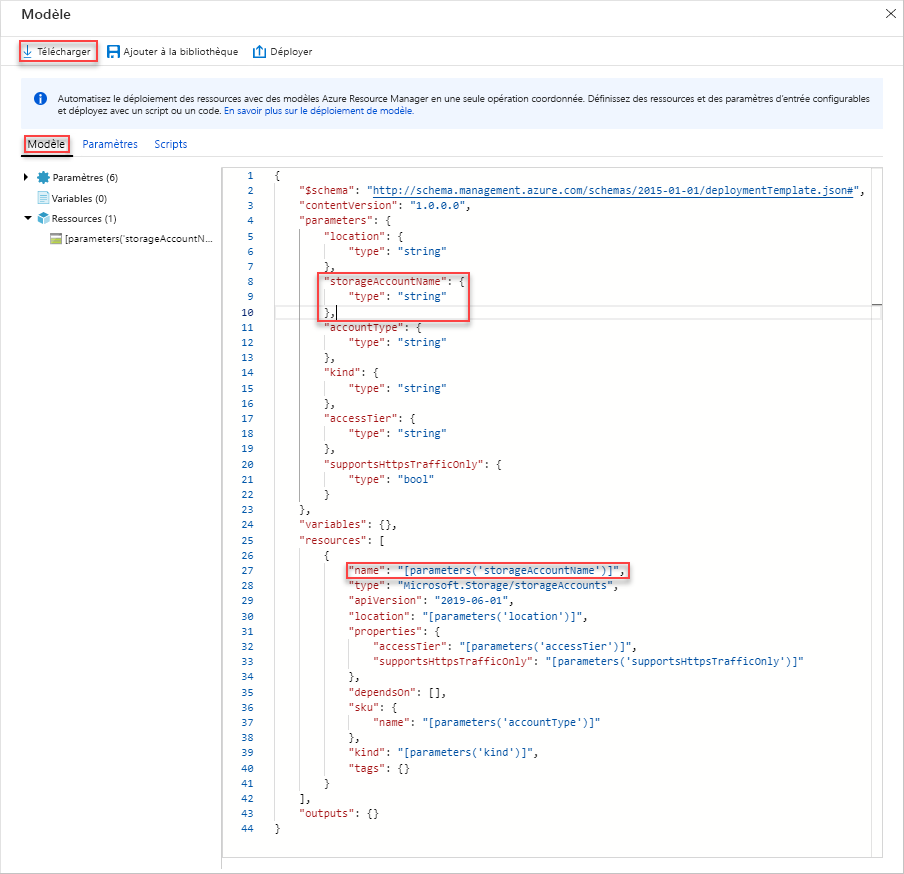 Modèle
Télécharger
Ajouter à la bibliothèque
Déployer
Automatisez le déploiement des ressources avec des modèles Azure Resource Manager en une seule opération coordonnée. Définissez des ressources et des paramètres d'entrée configurables
et déployez avec un script ou un code. En savoir plus sur le déploiement de modèle.
Modèle
Paramètres
Scripts
Paramètres (6)
Variables (0)
Ressources (1)
[parameters('storageAccountN...
1 {
2 "$schema": "http://schema.management.azure.com/schemas/2015-01-01/deploymentTemplate.json#",
3 "contentVersion": "1.0.0.0",
4 "parameters": {
5 "location": {
6 "type": "string"
7 },
8 "storageAccountName": {
9 "type": "string"
10 },
11 "accountType": {
12 "type": "string"
13 },
14 "kind": {
15 "type": "string"
16 },
17 "accessTier": {
18 "type": "string"
19 },
20 "supportsHttpsTrafficOnly": {
21 "type": "bool"
22 }
23 },
24 "variables": {},
25 "resources": [
26 {
27 "name": "[parameters('storageAccountName')]",
28 "type": "Microsoft.Storage/storageAccounts",
29 "apiVersion": "2019-06-01",
30 "location": "[parameters('location')]",
31 "properties": {
32 "accessTier": "[parameters('accessTier')]",
33 "supportsHttpsTrafficOnly": "[parameters('supportsHttpsTrafficOnly')]"
34 },
35 "dependsOn": [],
36 "sku": {
37 "name": "[parameters('accountType')]"
38 },
39 "kind": "[parameters('kind')]",
40 "tags": {}
41 }
42 ],
43 "outputs": {}
44 }